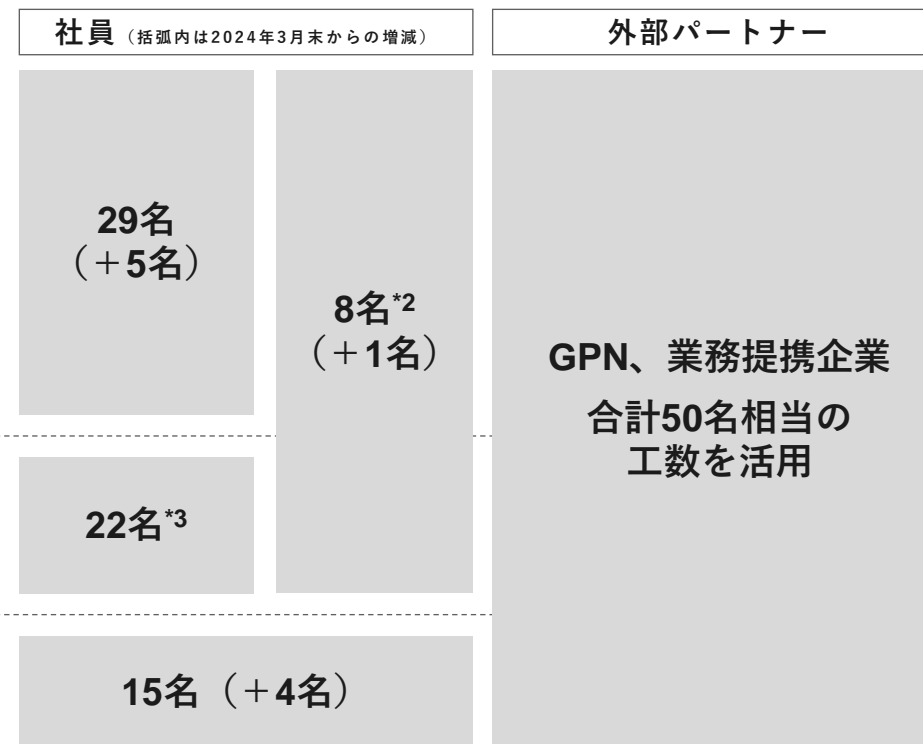 社員（括弧内は2024年3月末からの増減）
外部パートナー
29名
（＋5名）
8名*2
（＋1名）
GPN、業務提携企業
合計50名相当の
工数を活用
22名*3
15名（＋4名）